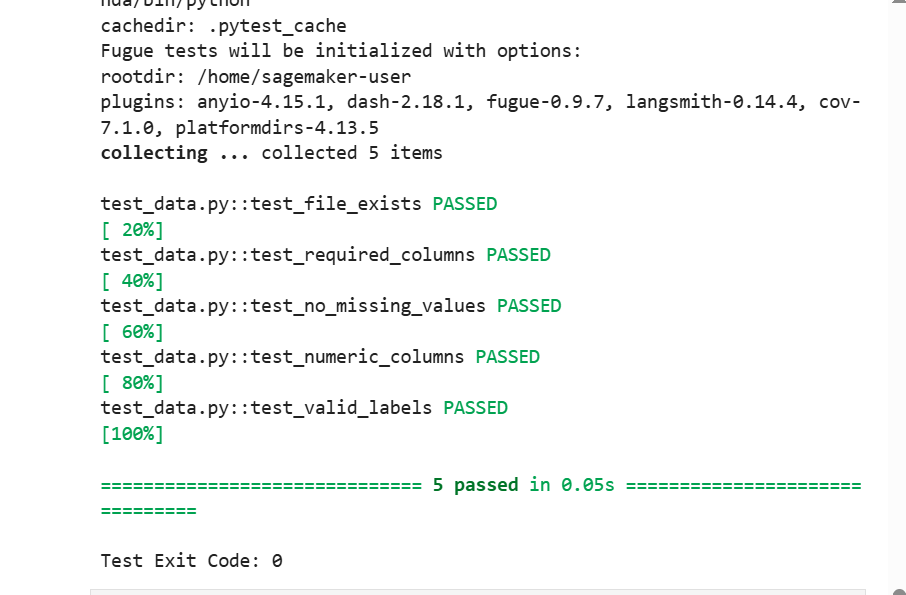 nda/bin/python
cachedir: .pytest_cache
Fugue tests will be initialized with options:
rootdir: /home/sagemaker-user
plugins: anyio-4.15.1, dash-2.18.1, fugue-0.9.7, langsmith-0.14.4, cov-
7.1.0, platformdirs-4.13.5
collecting ... collected 5 items
test_data.py::test_file_exists PASSED
[ 20%]
test_data.py::test_required_columns PASSED
[ 40%]
test_data.py::test_no_missing_values PASSED
[ 60%]
test_data.py::test_numeric_columns PASSED
[ 80%]
test_data.py::test_valid_labels PASSED
[100%]
============================== 5 passed in 0.05s ======================
=========
Test Exit Code: 0